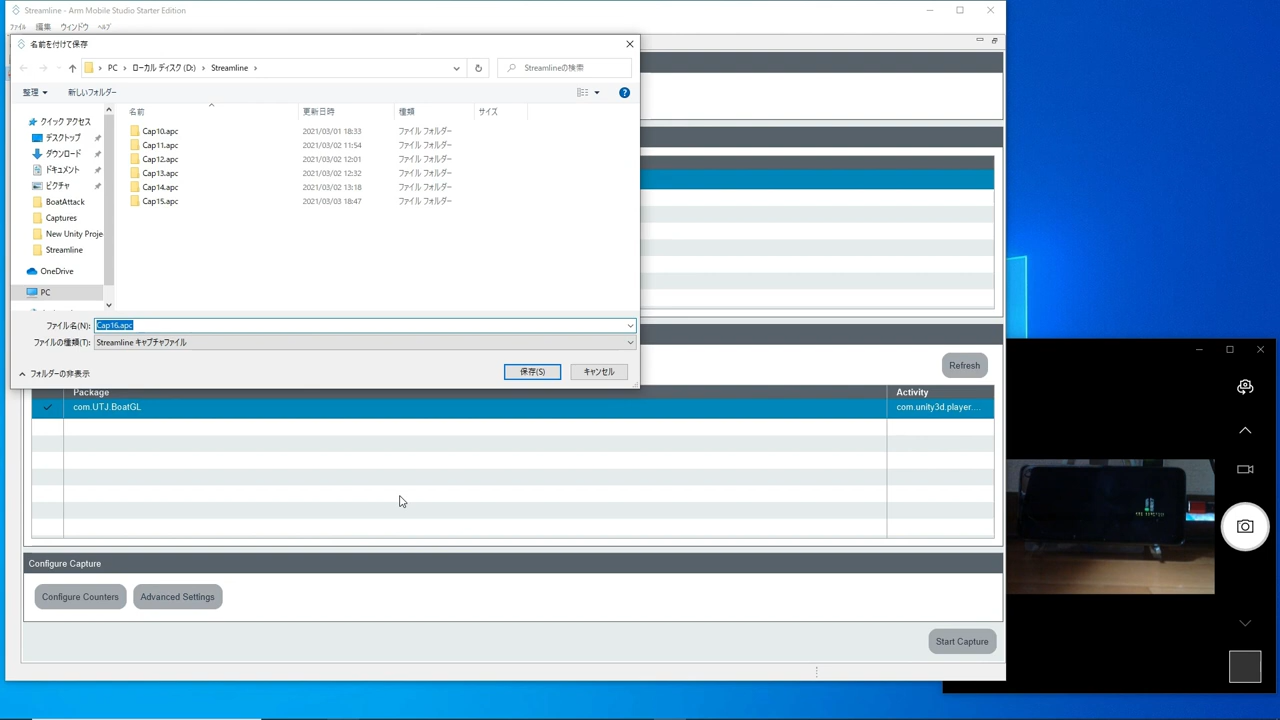 Streamline - Arm Mobile Studio Starter Edition
ファイル 編集 ウィンドウ ヘルプ
名前を付けて保存
PC > ローカル ディスク (D:) > Streamline >
Streamlineの検索
整理 新しいフォルダー
名前 更新日時 種類 サイズ
クイック アクセス
デスクトップ
ダウンロード
ドキュメント
ピクチャ
BoatAttack
Captures
New Unity Proje
Streamline
OneDrive
PC
Cap10.apc 2021/03/01 18:33 ファイル フォルダー
Cap11.apc 2021/03/02 11:54 ファイル フォルダー
Cap12.apc 2021/03/02 12:01 ファイル フォルダー
Cap13.apc 2021/03/02 12:32 ファイル フォルダー
Cap14.apc 2021/03/02 13:18 ファイル フォルダー
Cap15.apc 2021/03/03 18:47 ファイル フォルダー
ファイル名(N): Cap16.apc
ファイルの種類(T): Streamline キャプチャファイル
フォルダーの非表示
保存(S) キャンセル
Refresh
Package Activity
com.UTJ.BoatGL com.unity3d.player....
Configure Capture
Configure Counters Advanced Settings
Start Capture